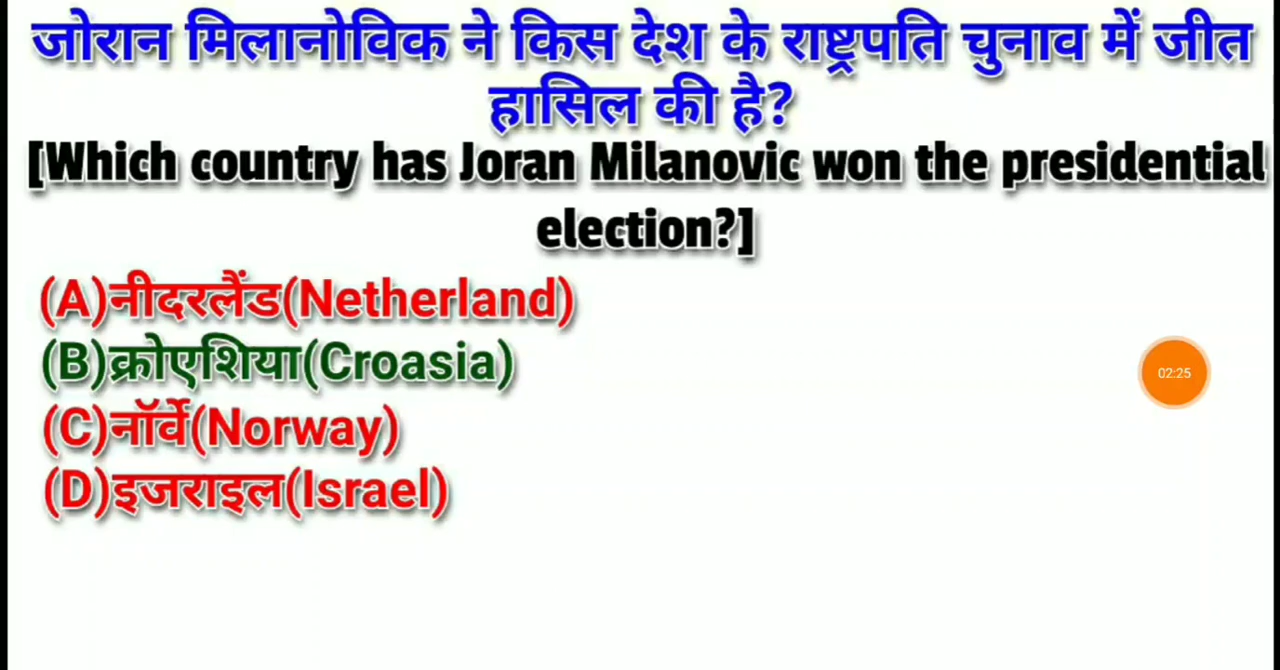 जोरान मिलानोविक ने किस देश के राष्ट्रपति चुनाव में जीत
हासिल की है?
[Which country has Joran Milanovic won the presidential
election?]
(A)नीदरलैंड(Netherland)
(B)क्रोएशिया(Croasia)
(C)नॉर्वे(Norway)
(D)इजराइल(Israel)
02:25